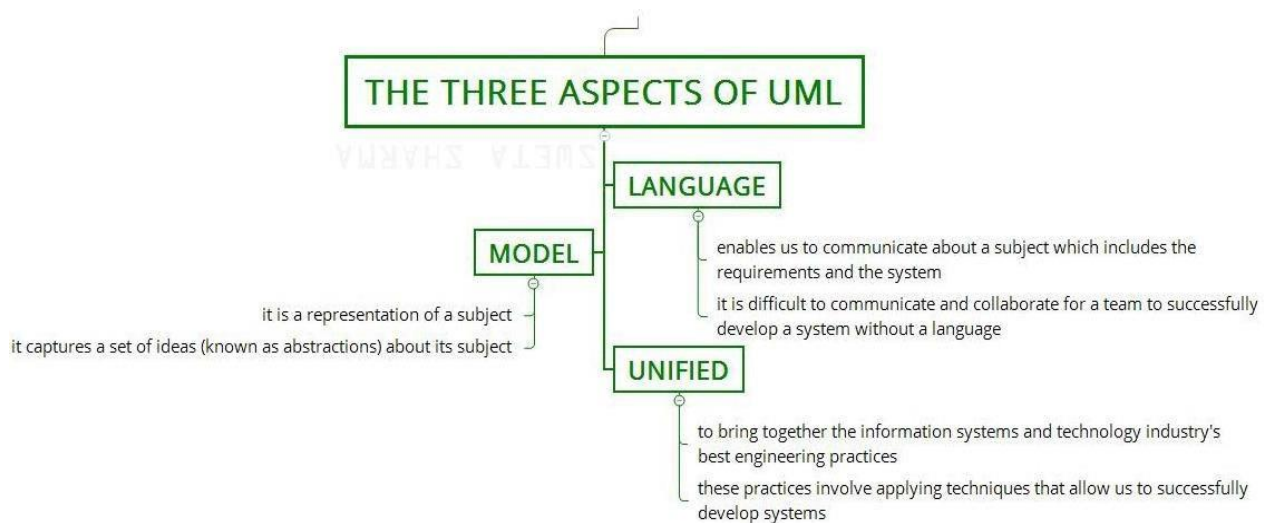 THE THREE ASPECTS OF UML
LANGUAGE
enables us to communicate about a subject which includes the
requirements and the system
it is difficult to communicate and collaborate for a team to successfully
develop a system without a language
MODEL
it is a representation of a subject
it captures a set of ideas (known as abstractions) about its subject
UNIFIED
to bring together the information systems and technology industry's
best engineering practices
these practices involve applying techniques that allow us to successfully
develop systems